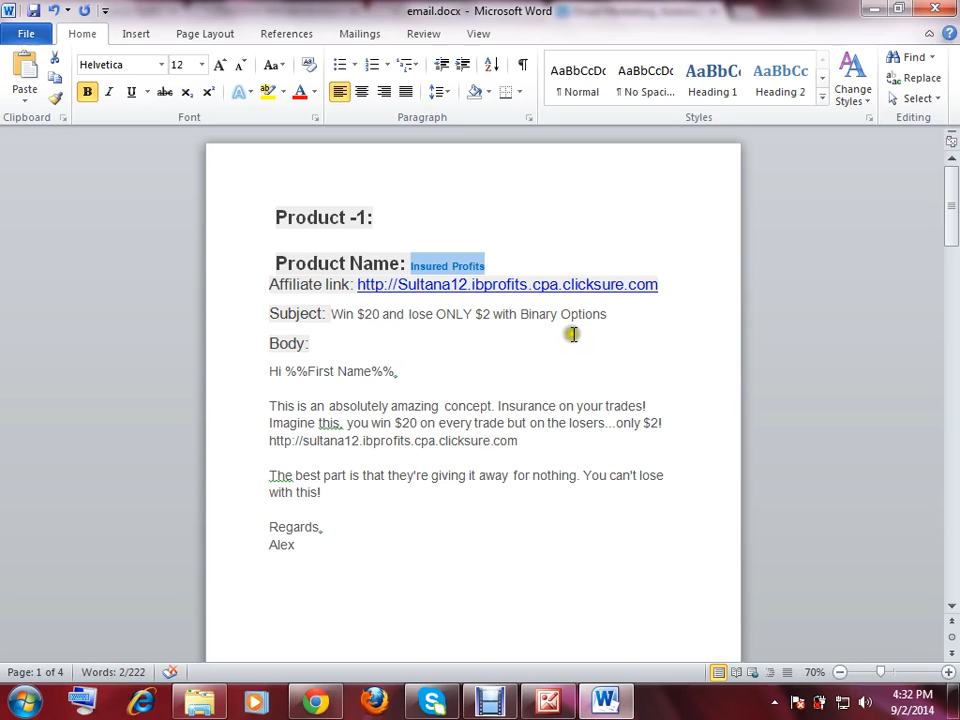 email.docx - Microsoft Word
File Home Insert Page Layout References Mailings Review View
Paste
Helvetica 12
AaBbCcDc AaBbCcDc AaBbC AaBbCc
¶ Normal ¶ No Spaci... Heading 1 Heading 2
Change Styles
Find
Replace
Select
Clipboard Font Paragraph Styles Editing
Product -1:
Product Name: Insured Profits
Affiliate link: http://Sultana12.ibprofits.cpa.clicksure.com
Subject: Win $20 and lose ONLY $2 with Binary Options
Body:
Hi %%First Name%%,
This is an absolutely amazing concept. Insurance on your trades!
Imagine this, you win $20 on every trade but on the losers...only $2!
http://sultana12.ibprofits.cpa.clicksure.com
The best part is that they're giving it away for nothing. You can't lose
with this!
Regards,
Alex
Page: 1 of 4 Words: 2/222 70%
4:32 PM
9/2/2014